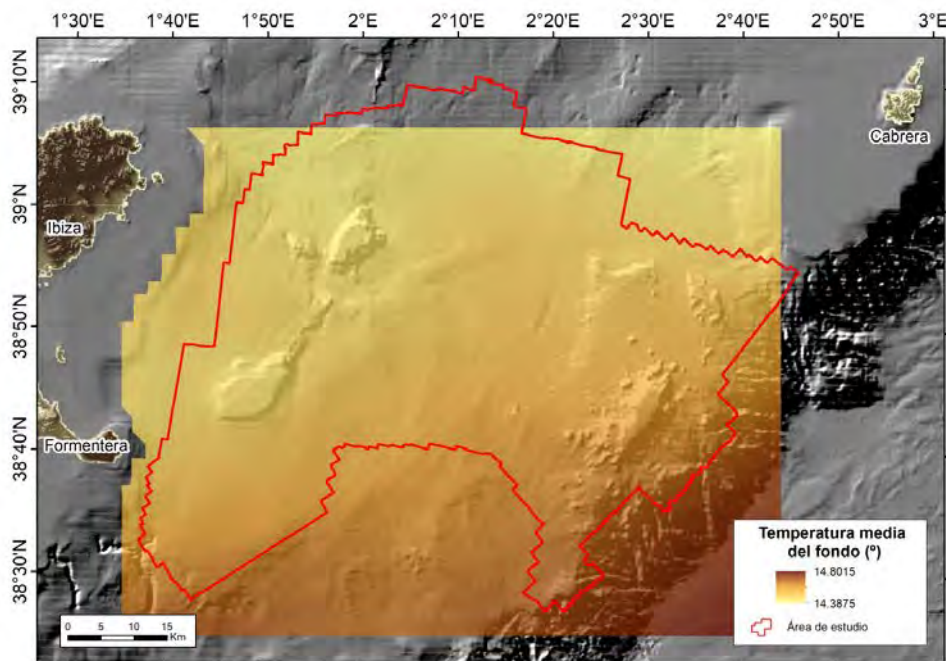 1°30'E 1°40'E 1°50'E 2°E 2°10'E 2°20'E 2°30'E 2°40'E 2°50'E 3°E
39°10'N
Cabrera
39°N
Ibiza
38°50'N
38°40'N
Formentera
38°30'N
Temperatura media
del fondo (º)
14.8015
14.3875
Área de estudio
0 5 10 15
Km